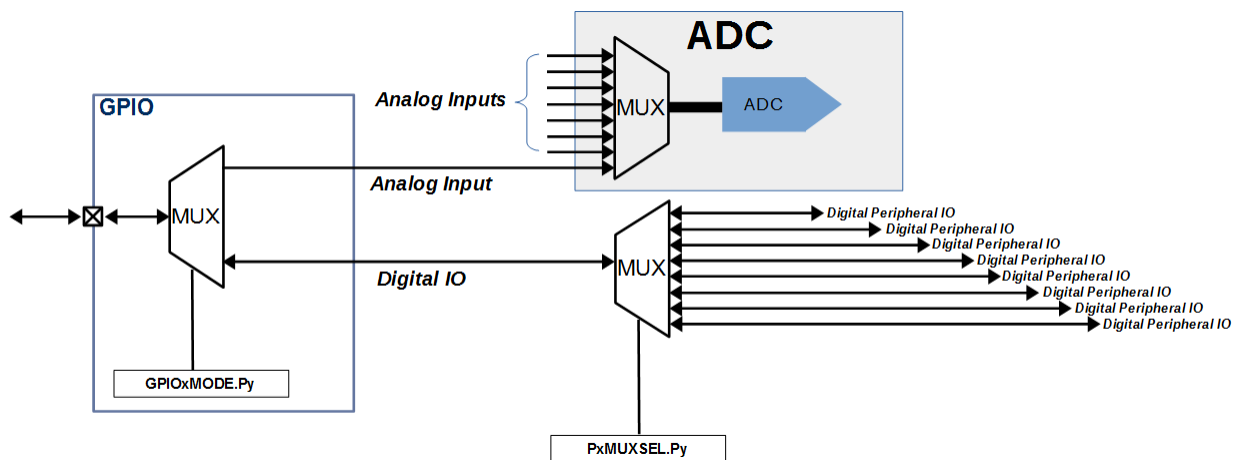 ADC
Analog Inputs
MUX
ADC
GPIO
Analog Input
MUX
Digital IO
MUX
Digital Peripheral IO
Digital Peripheral IO
Digital Peripheral IO
Digital Peripheral IO
Digital Peripheral IO
Digital Peripheral IO
Digital Peripheral IO
Digital Peripheral IO
GPIOxMODE.Py
PxMUXSEL.Py